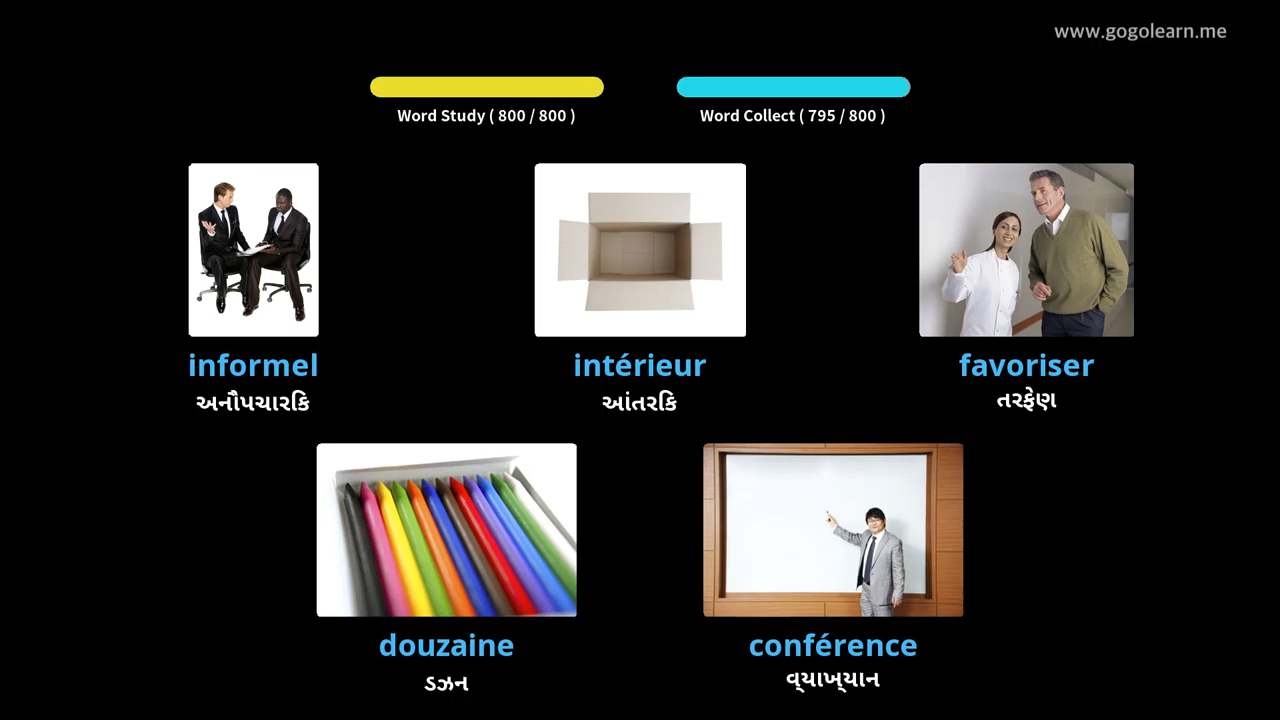 www.gogolearn.me
Word Study ( 800 / 800 )
Word Collect ( 795 / 800 )
informel
intérieur
favoriser
અનૌપચારિક
આંતરિક
તરફેણ
douzaine
conférence
ડઝન
વ્યાખ્યાન